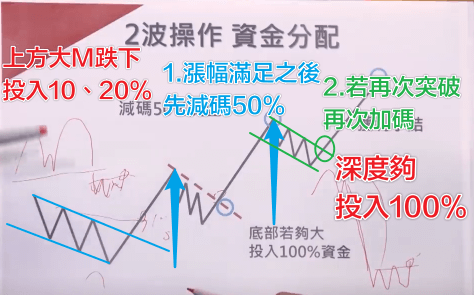 2波操作 資金分配
上方大M跌下
投入10、20%
1.漲幅滿足之後
先減碼50%
2.若再次突破
再次加碼
減碼5
結
深度夠
投入100%
底部若夠大
投入100%資金